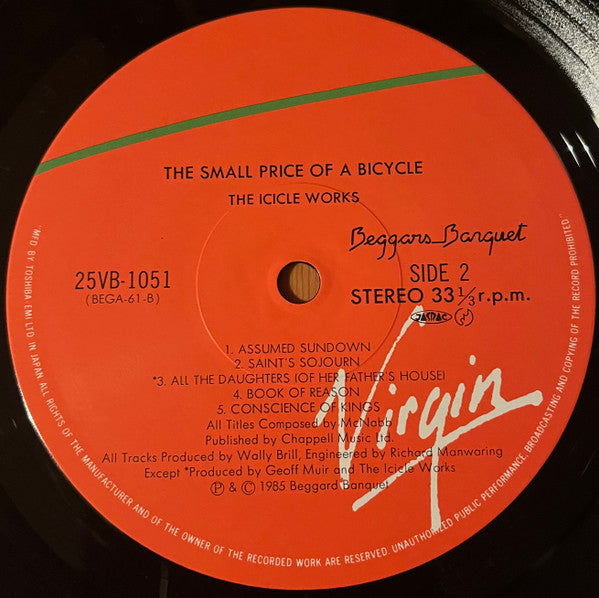 THE SMALL PRICE OF A BICYCLE
THE ICICLE WORKS
Beggars Banquet
25VB-1051
(BEGA-61-B)
SIDE 2
STEREO 33 1/3 r.p.m.
JASRAC
1. ASSUMED SUNDOWN
2. SAINT'S SOJOURN
*3. ALL THE DAUGHTERS (OF HER FATHER'S HOUSE)
4. BOOK OF REASON
5. CONSCIENCE OF KINGS
All Titles Composed by McNabb
Published by Chappell Music Ltd.
All Tracks Produced by Wally Brill, Engineered by Richard Manwaring
Except *Produced by Geoff Muir and The Icicle Works
Ⓟ & © 1985 Beggard Banquet
Virgin
"MFD. BY TOSHIBA EMI LTD IN JAPAN. ALL RIGHTS OF THE MANUFACTURER AND OF THE OWNER OF THE RECORDED WORK ARE RESERVED. UNAUTHORIZED PUBLIC PERFORMANCE, BROADCASTING AND COPYING OF THE RECORD PROHIBITED."